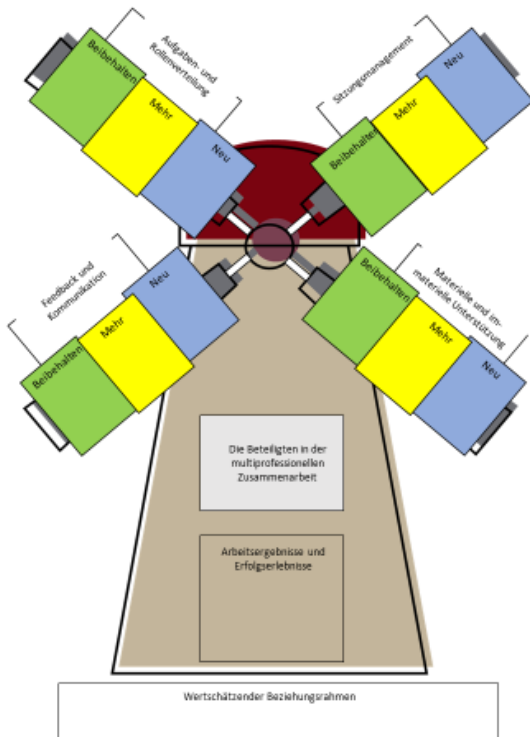 Aufgaben- und
Rollenverteilung
Beibehalten
Mehr
Neu
Sitzungsmanagement
Beibehalten
Mehr
Neu
Feedback und
Kommunikation
Beibehalten
Mehr
Neu
Materielle und im-
materielle Unterstützung
Beibehalten
Mehr
Neu
Die Beteiligten in der
multiprofessionellen
Zusammenarbeit
Arbeitsergebnisse und
Erfolgserlebnisse
Wertschätzender Beziehungsrahmen